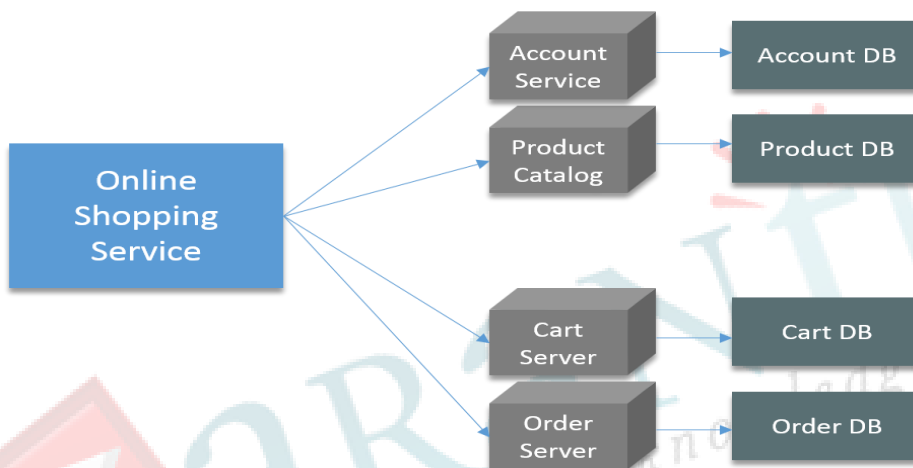 Account
Service
Account DB
Product
Catalog
Product DB
Online
Shopping
Service
Cart
Server
Cart DB
Order
Server
Order DB